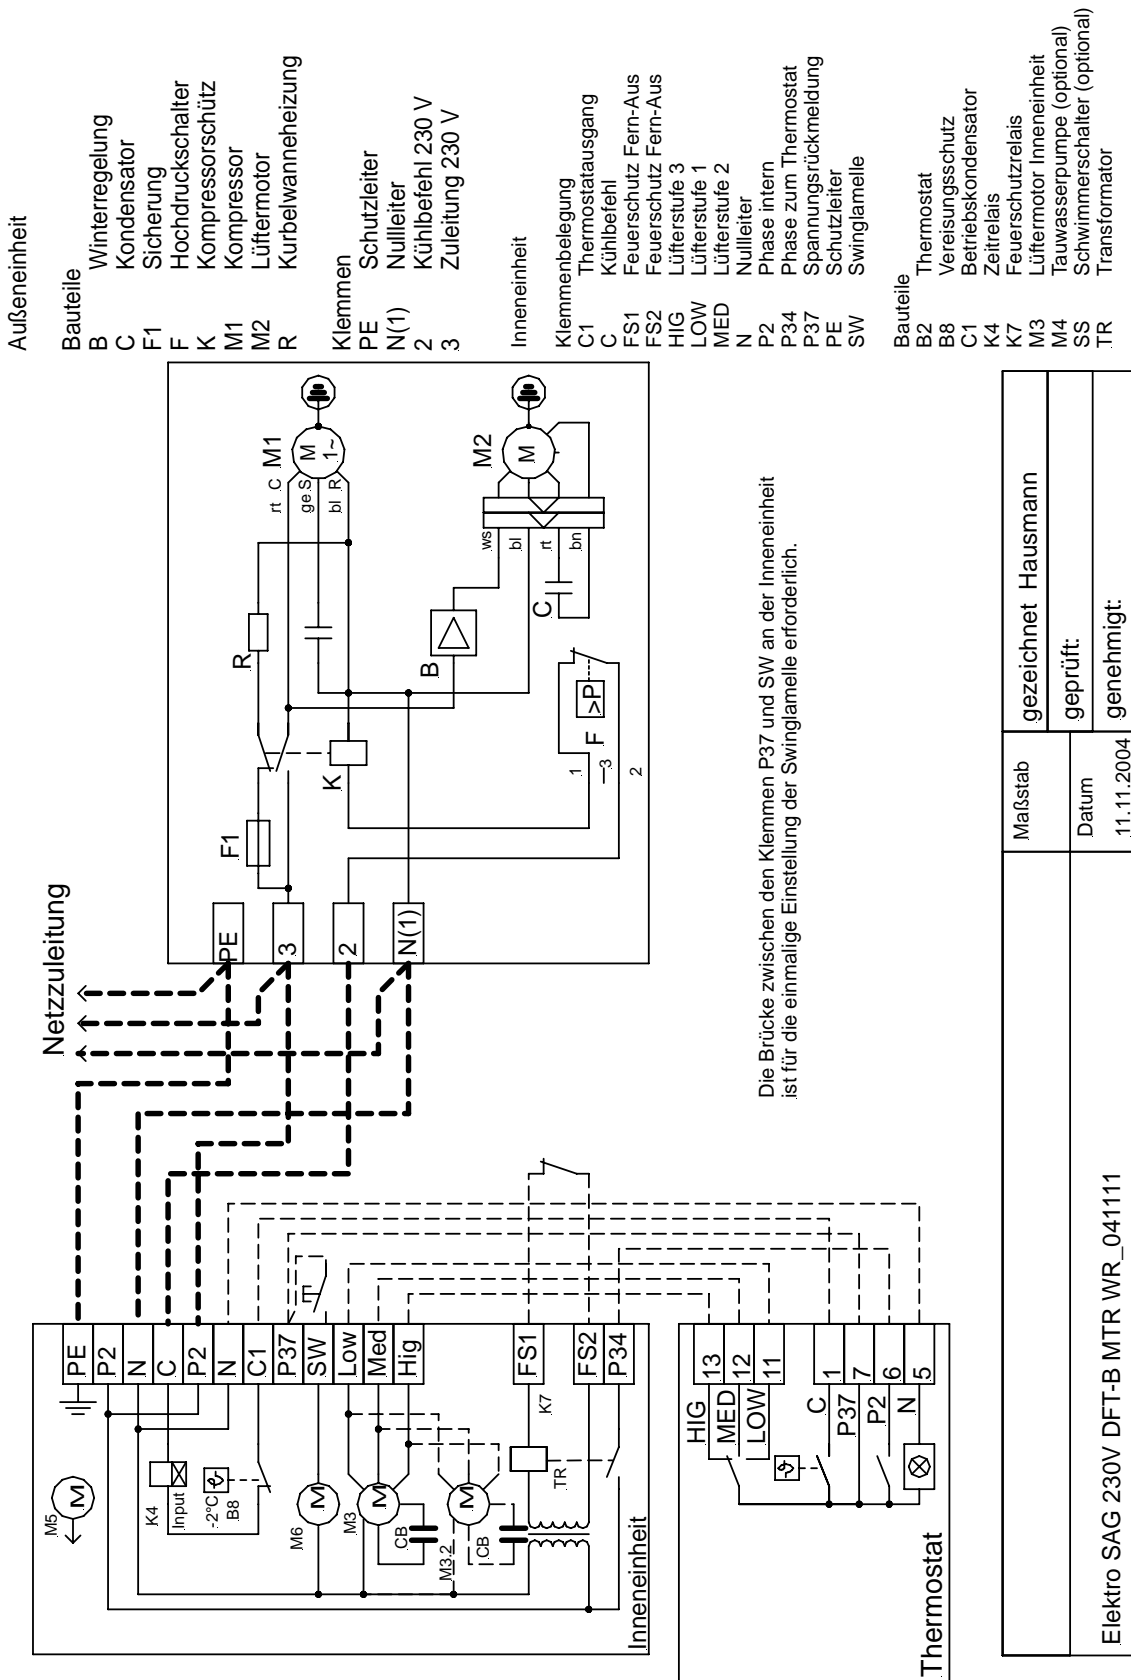 Außeneinheit
Bauteile
B Winterregelung
C Kondensator
F1 Sicherung
F Hochdruckschalter
K Kompressorschütz
M1 Kompressor
M2 Lüftermotor
R Kurbelwanneheizung
Klemmen
PE Schutzleiter
N(1) Nullleiter
2 Kühlbefehl 230 V
3 Zuleitung 230 V
Inneneinheit
Klemmenbelegung
C1 Thermostatausgang
C Kühlbefehl
FS1 Feuerschutz Fern-Aus
FS2 Feuerschutz Fern-Aus
HIG Lüfterstufe 3
LOW Lüfterstufe 1
MED Lüfterstufe 2
N Nullleiter
P2 Phase intern
P34 Phase zum Thermostat
P37 Spannungsrückmeldung
PE Schutzleiter
SW Swinglamelle
Bauteile
B2 Thermostat
B8 Vereisungsschutz
C1 Betriebskondensator
K4 Zeitrelais
K7 Feuerschutzrelais
M3 Lüftermotor Inneneinheit
M4 Tauwasserpumpe (optional)
SS Schwimmerschalter (optional)
TR Transformator
Netzzuleitung
PE
3
2
N(1)
F1
R
K
rt C
ge S
bl R
M1
M
1~
B
M2
M
ws
bl
rt
bn
C
F
>P
1
3
2
Die Brücke zwischen den Klemmen P37 und SW an der Inneneinheit
ist für die einmalige Einstellung der Swinglamelle erforderlich.
PE
P2
N
C
P2
N
C1
P37
SW
Low
Med
Hig
FS1
FS2
P34
M5
M
K4
Input
-2°C
B8
ϑ
M6
M
M3
M
CB
M3.2
M
CB
K7
TR
Inneneinheit
HIG 13
MED 12
LOW 11
C 1
P37 7
P2 6
N 5
ϑ
Thermostat
Maßstab
gezeichnet Hausmann
Datum
geprüft:
11.11.2004
genehmigt:
Elektro SAG 230V DFT-B MTR WR_041111